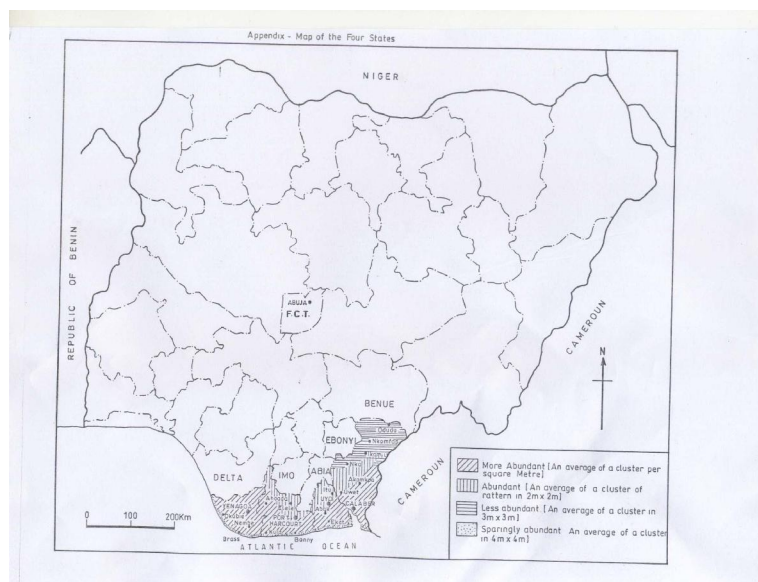 Appendix - Map of the Four States
NIGER
REPUBLIC OF BENIN
ABUJA
F.C.T.
CAMEROUN
N
BENUE
EBONYI
DELTA
IMO
ABIA
HARCOURT
Brass
Bonny
ATLANTIC OCEAN
CAMEROUN
0 100 200Km
More Abundant [An average of a cluster per
square Metre]
Abundant [An average of a cluster of
rattern in 2m x 2m]
Less abundant [An average of a cluster in
3m x 3m]
Sparingly abundant An average of a cluster
in 4m x 4m]